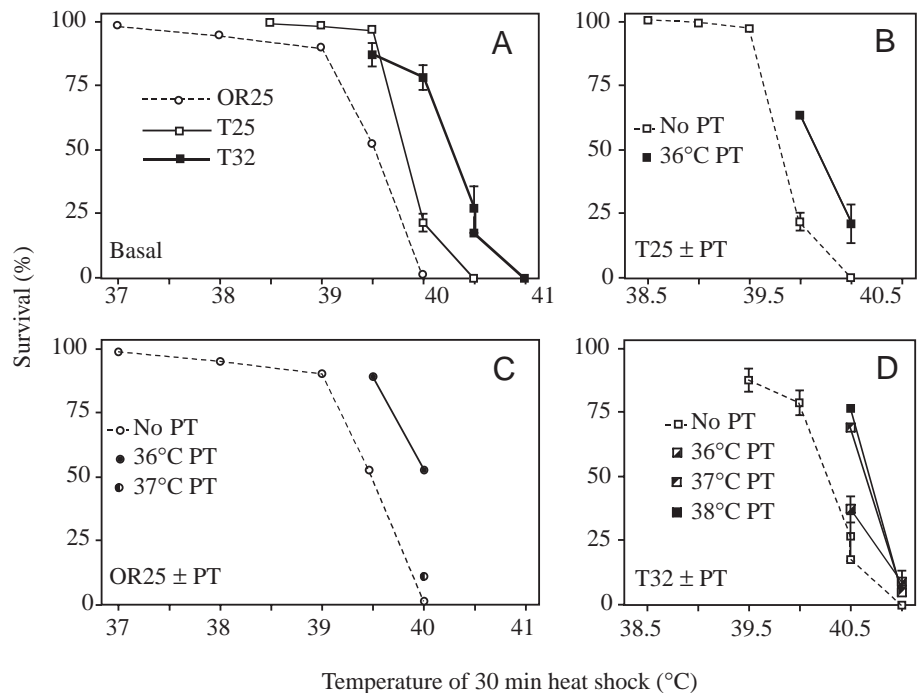 100
75
50
25
0
A
OR25
T25
T32
Basal
37
38
39
40
41
100
75
50
25
0
B
No PT
36°C PT
T25 ± PT
38.5
39.5
40.5
Survival (%)
100
75
50
25
0
C
No PT
36°C PT
37°C PT
OR25 ± PT
37
38
39
40
41
100
75
50
25
0
D
No PT
36°C PT
37°C PT
38°C PT
T32 ± PT
38.5
39.5
40.5
Temperature of 30 min heat shock (°C)